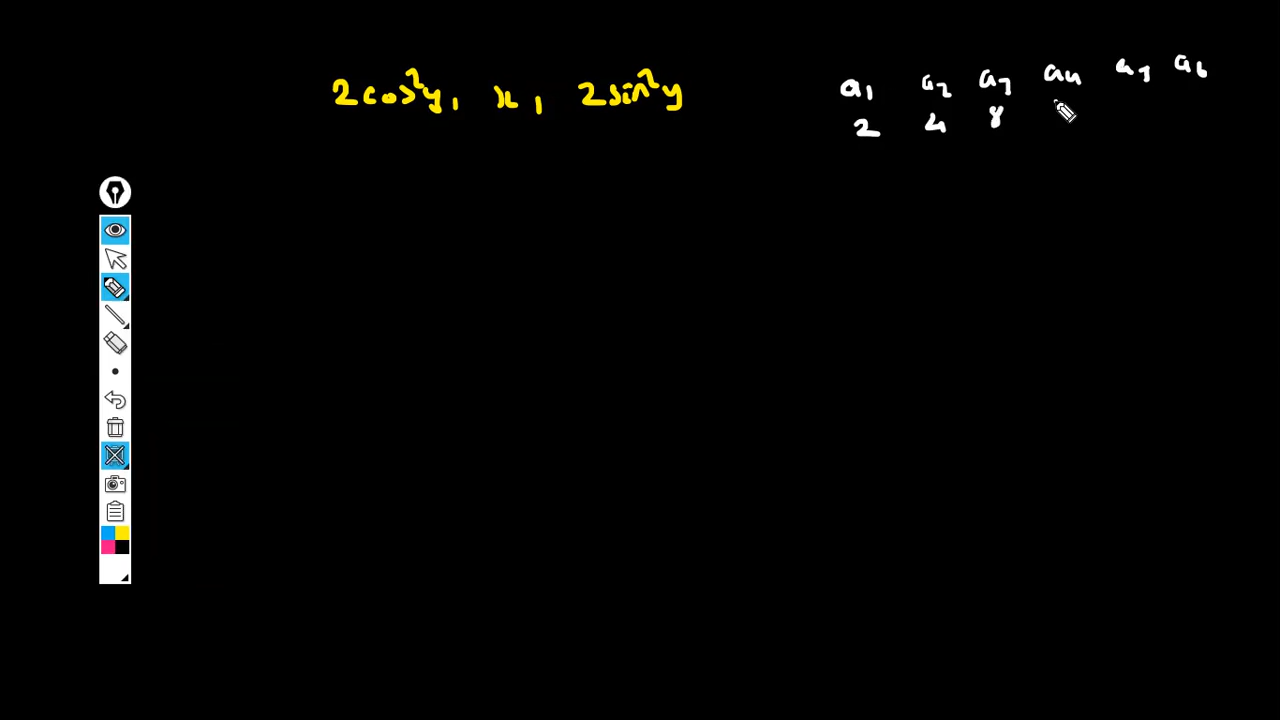 2cos²y, x, 2sin²y
a₁ a₂ a₃ a₄ a₅ a₆
2 4 8